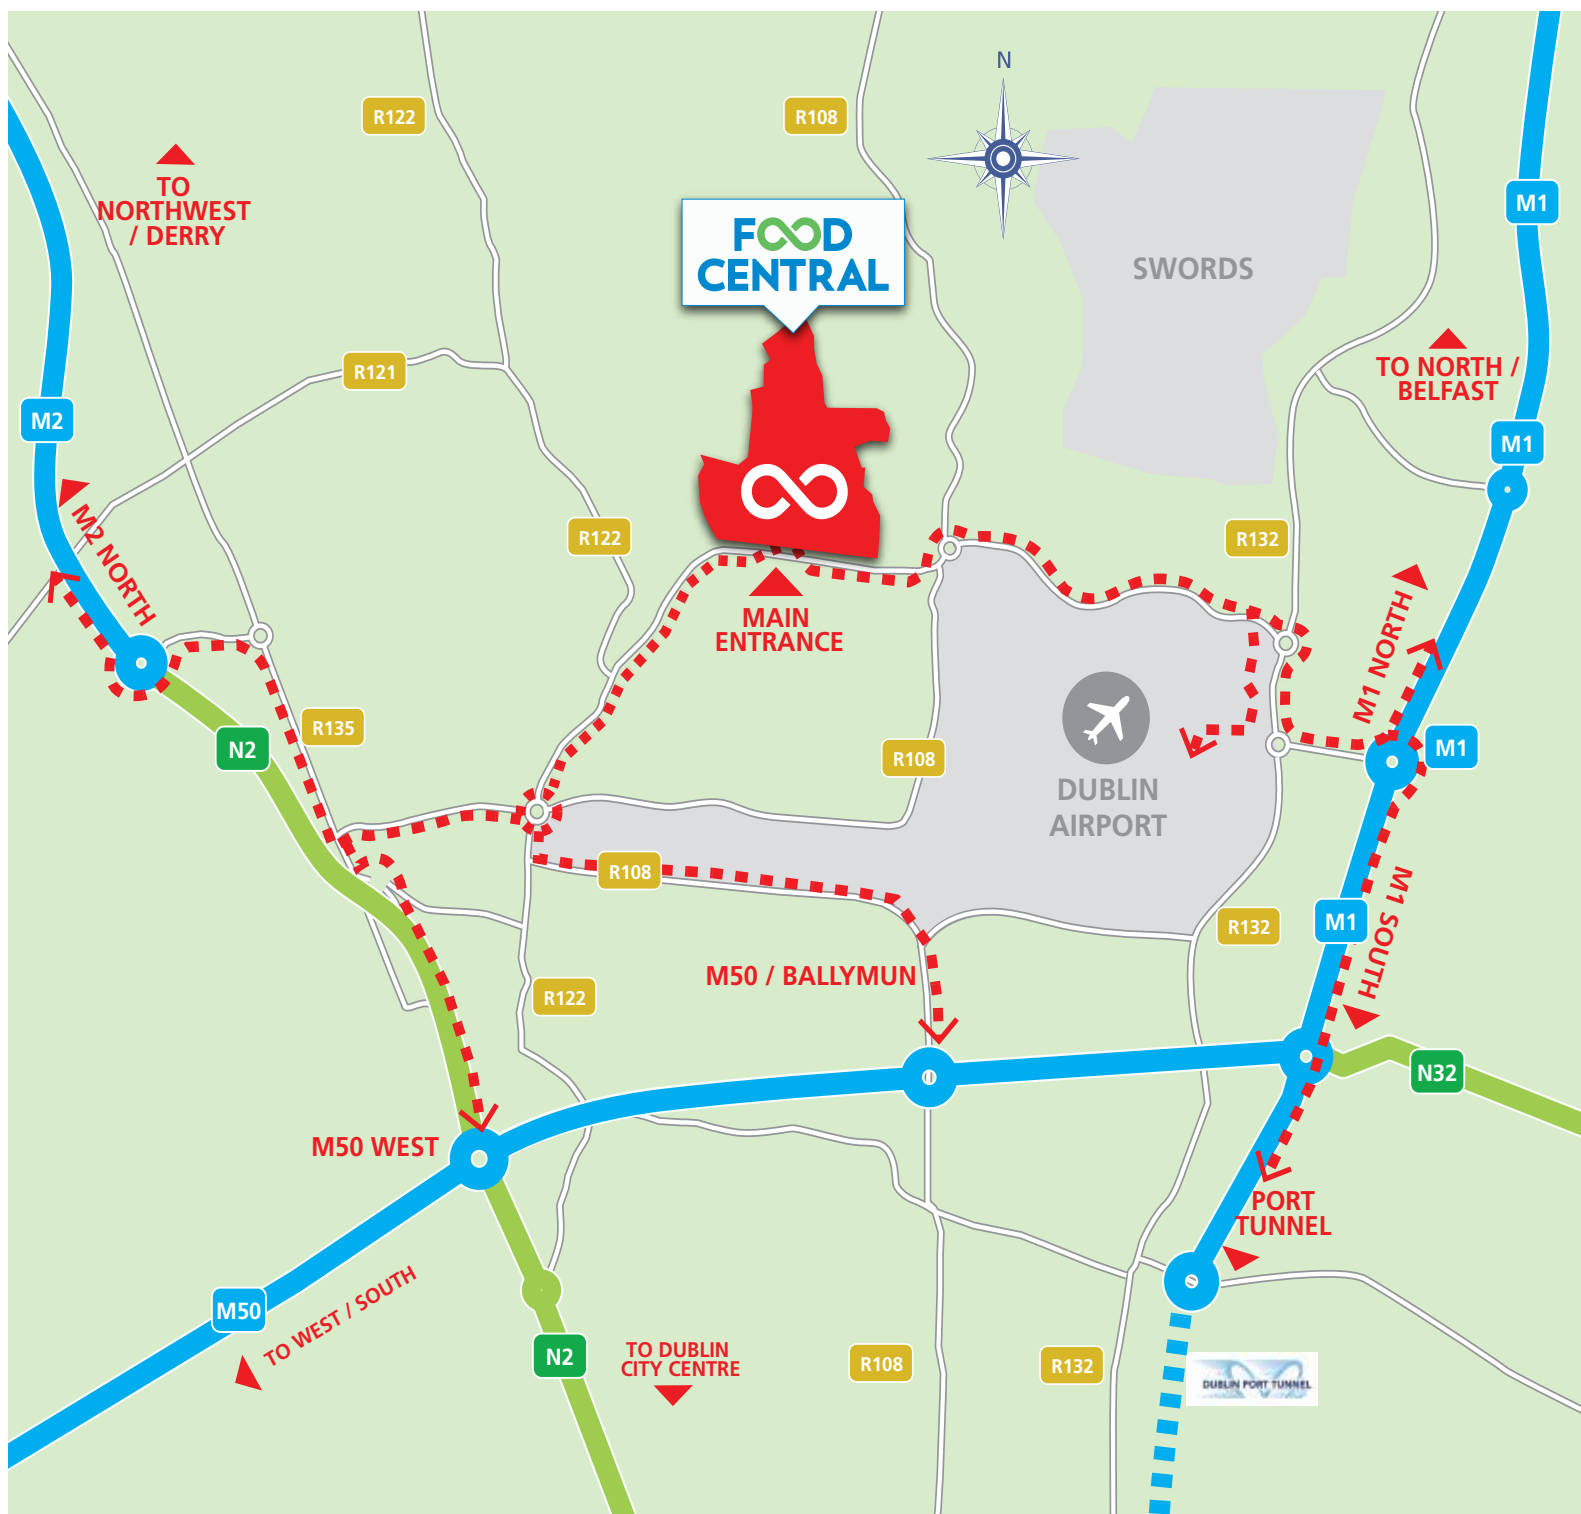 N
R122
R108
M1
TO
NORTHWEST
/ DERRY
FOOD
CENTRAL
SWORDS
R121
TO NORTH /
BELFAST
M2
M1
M2 NORTH
R122
R132
MAIN
ENTRANCE
M1 NORTH
R135
N2
R108
M1
DUBLIN
AIRPORT
R108
M1 SOUTH
M1
R132
M50 / BALLYMUN
R122
N32
M50 WEST
PORT
TUNNEL
M50
TO WEST / SOUTH
N2
TO DUBLIN
CITY CENTRE
R108
R132
DUBLIN PORT TUNNEL